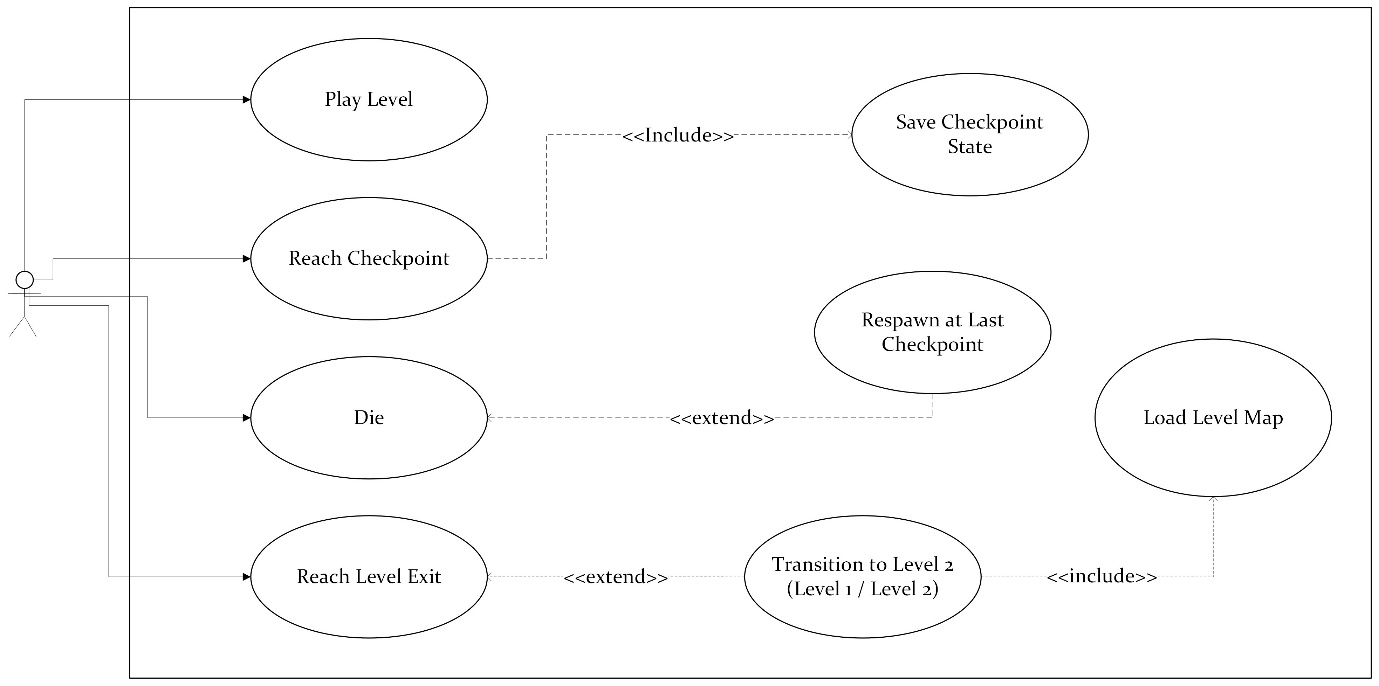 Play Level
<<Include>>
Save Checkpoint
State
Reach Checkpoint
Respawn at Last
Checkpoint
Die
<<extend>>
Load Level Map
Reach Level Exit
<<extend>>
Transition to Level 2
(Level 1 / Level 2)
<<include>>